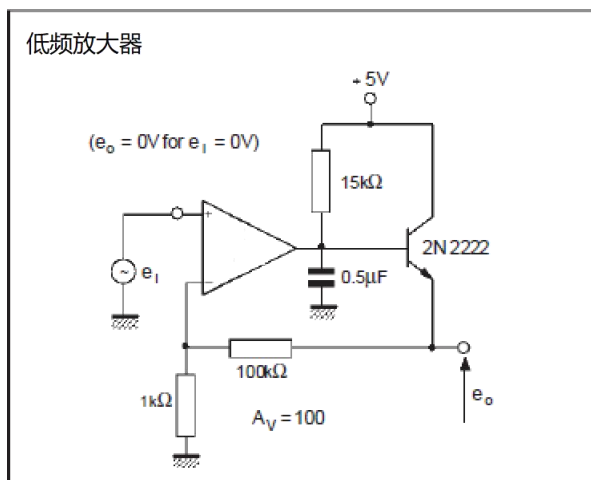 低频放大器
+ 5V
(eo = 0V for eI = 0V)
15kΩ
+
2N2222
~
eI
0.5µF
−
100kΩ
1kΩ
AV = 100
eo